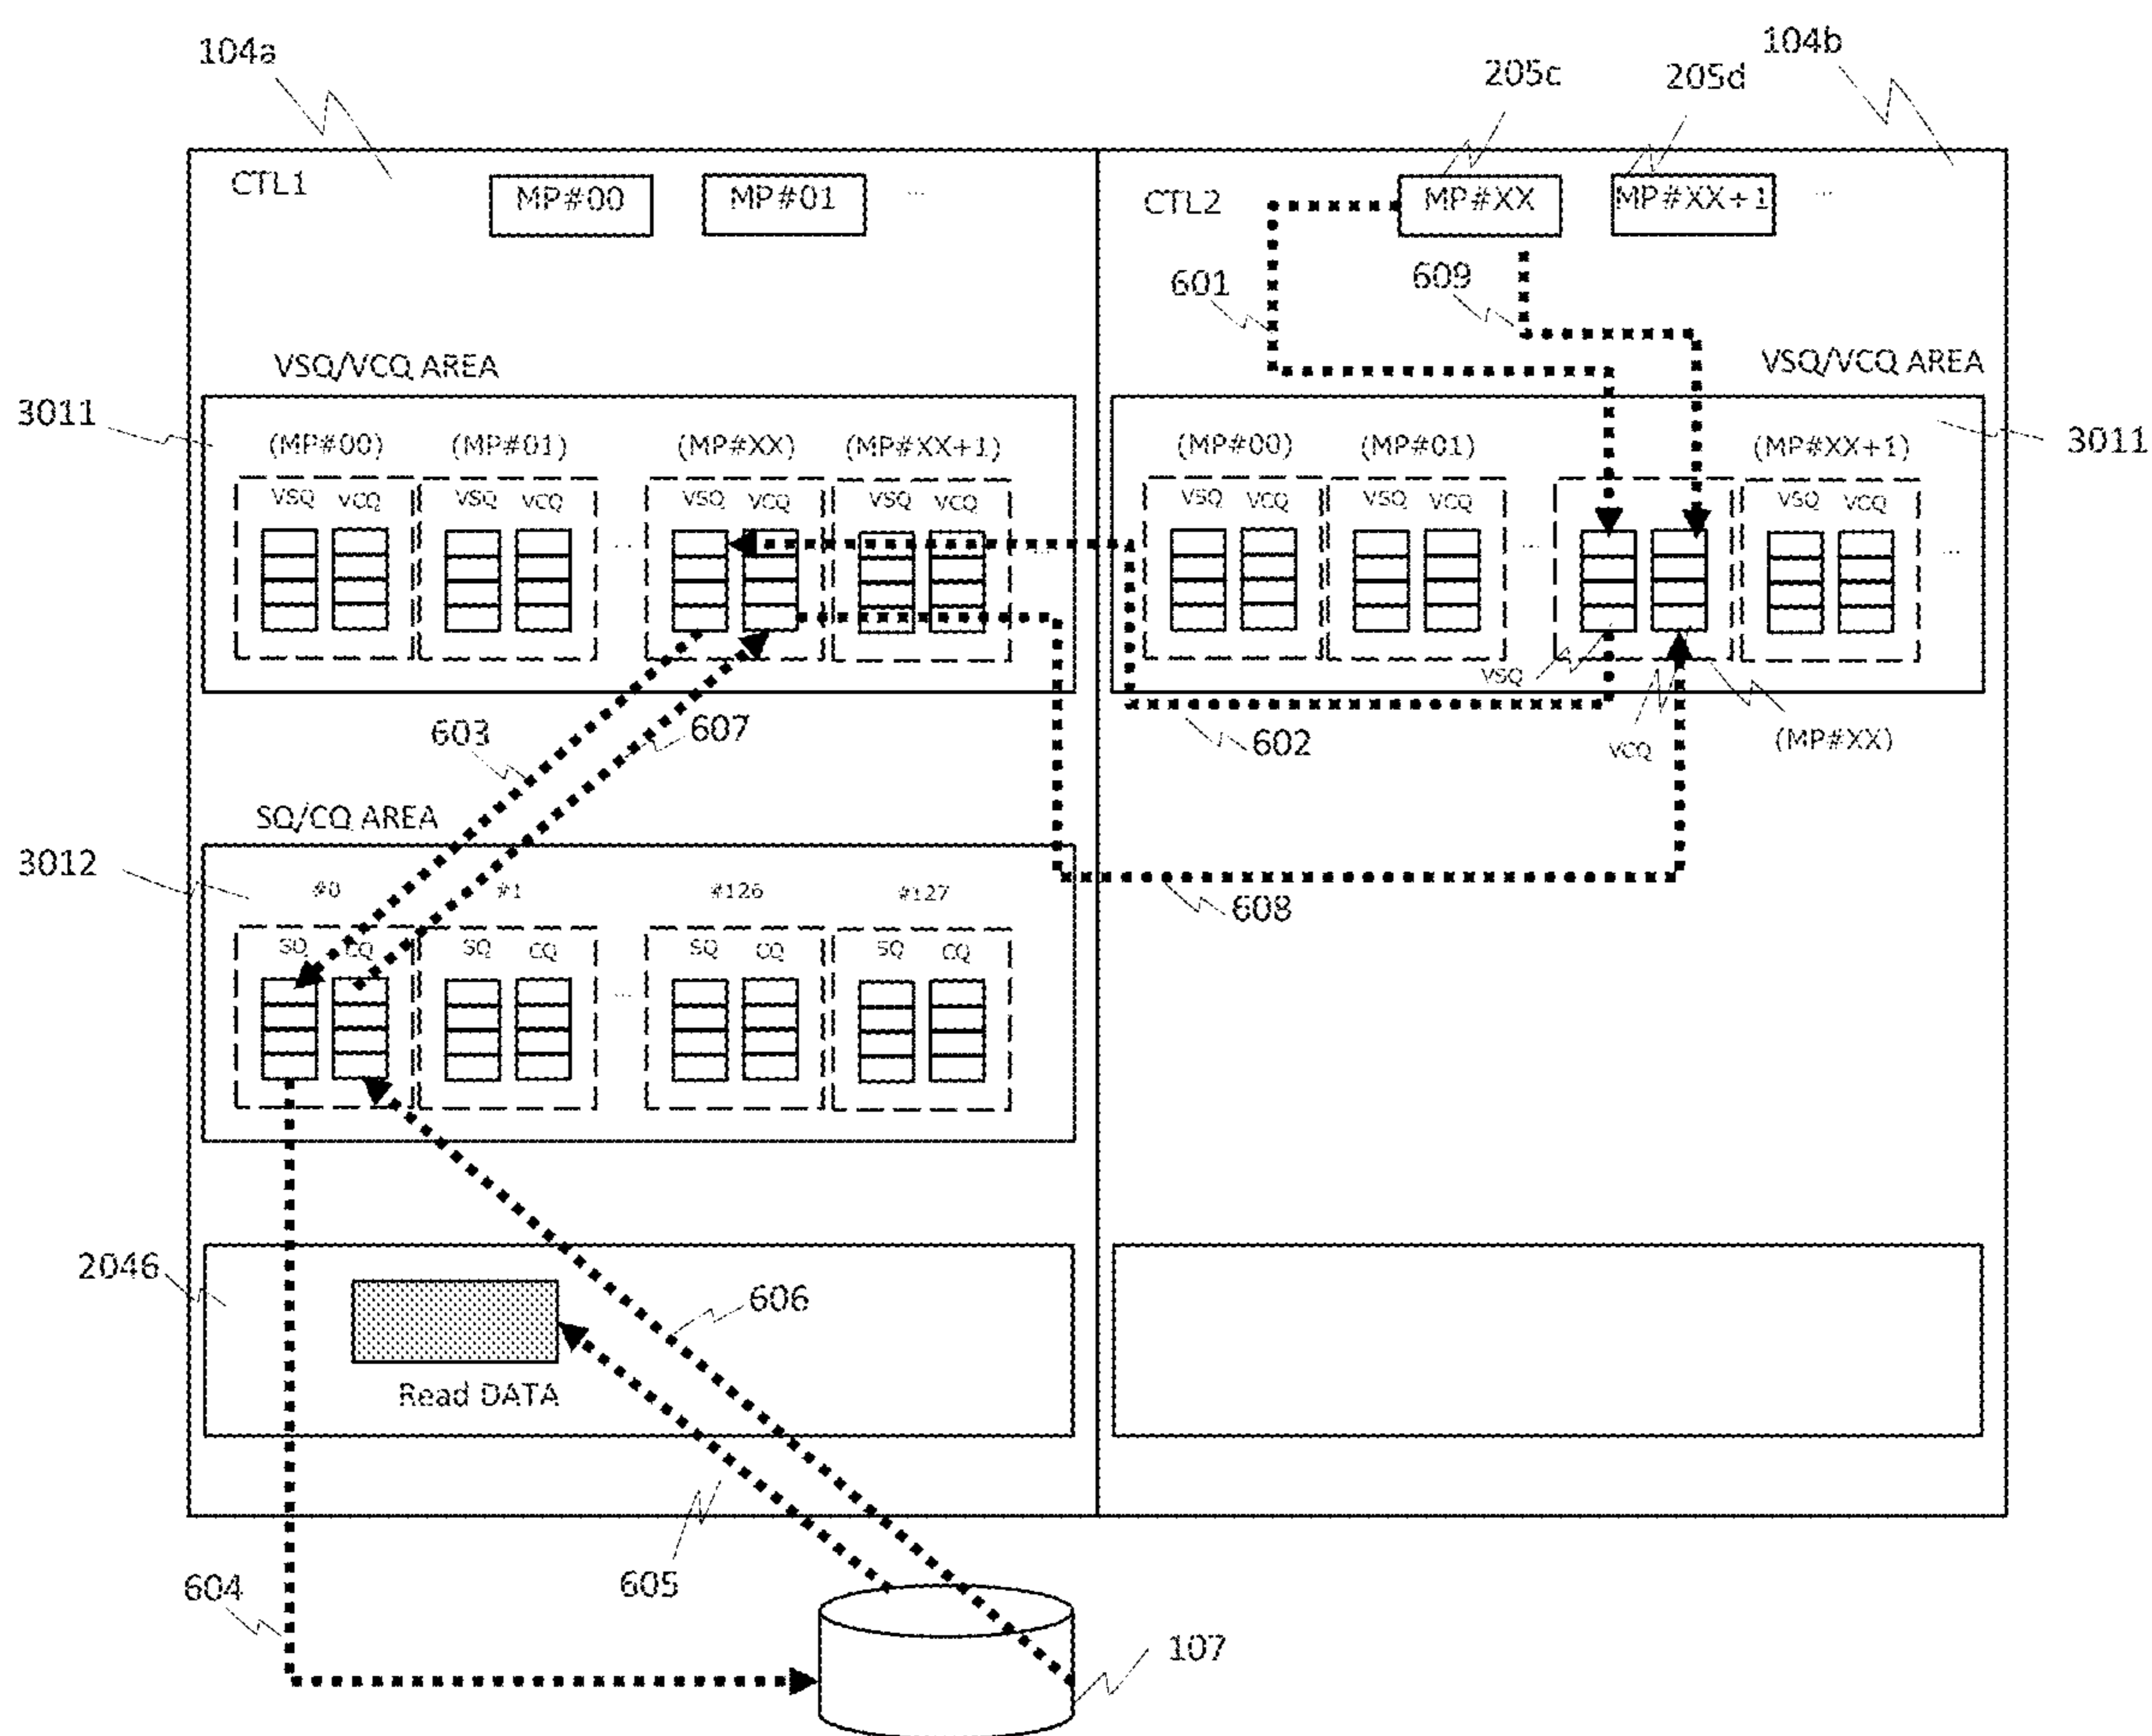 104a
104b
205c
205d
CTL1
MP#00
MP#01
...
CTL2
MP#XX
MP#XX+1
...
601
609
VSQ/VCQ AREA
VSQ/VCQ AREA
3011
(MP#00)
(MP#01)
(MP#XX)
(MP#XX+1)
(MP#00)
(MP#01)
(MP#XX+1)
3011
VSQ VCQ
VSQ VCQ
VSQ VCQ
VSQ VCQ
VSQ VCQ
VSQ VCQ
VSQ VCQ
...
...
...
...
VSQ
603
607
602
VCQ
(MP#XX)
SQ/CQ AREA
3012
#0
#1
#126
#127
608
SQ CQ
SQ CQ
SQ CQ
SQ CQ
...
2046
606
Read DATA
604
605
107